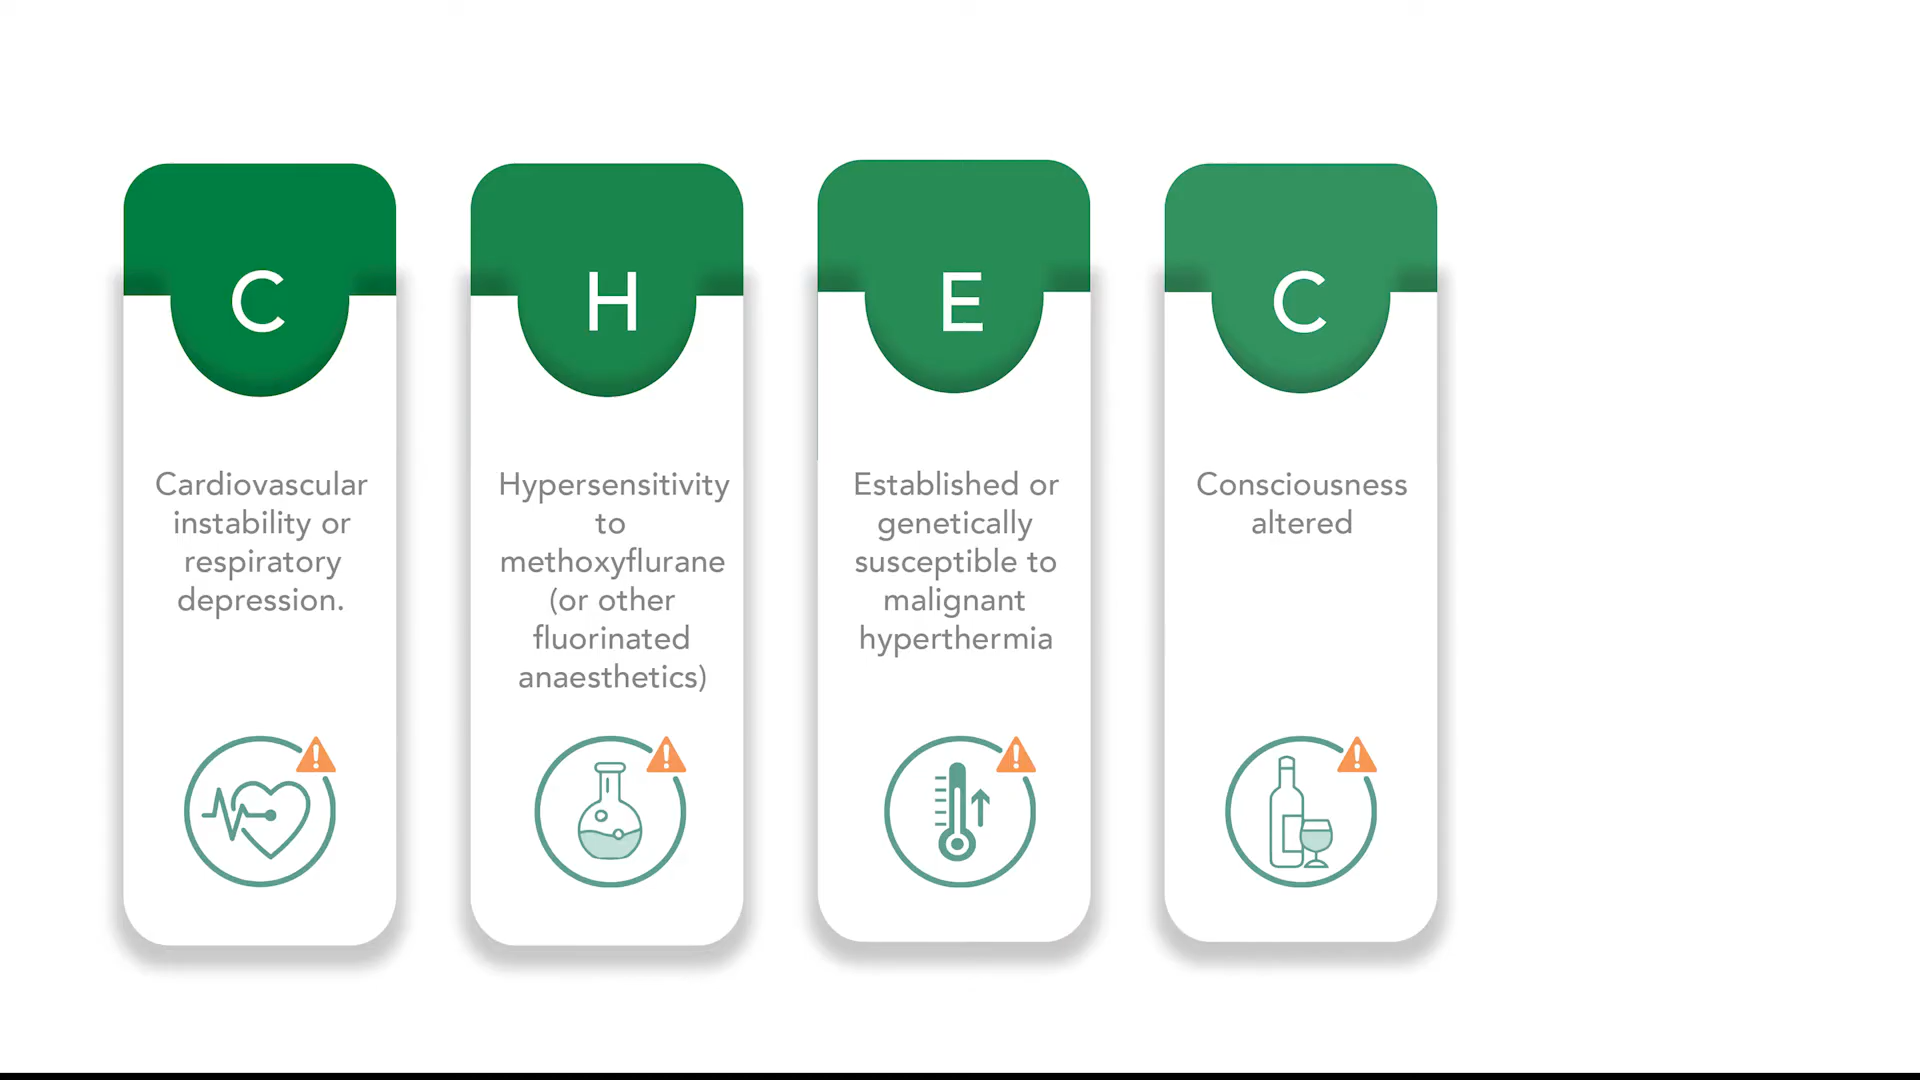 C
Cardiovascular
instability or
respiratory
depression.
H
Hypersensitivity
to
methoxyflurane
(or other
fluorinated
anaesthetics)
E
Established or
genetically
susceptible to
malignant
hyperthermia
C
Consciousness
altered